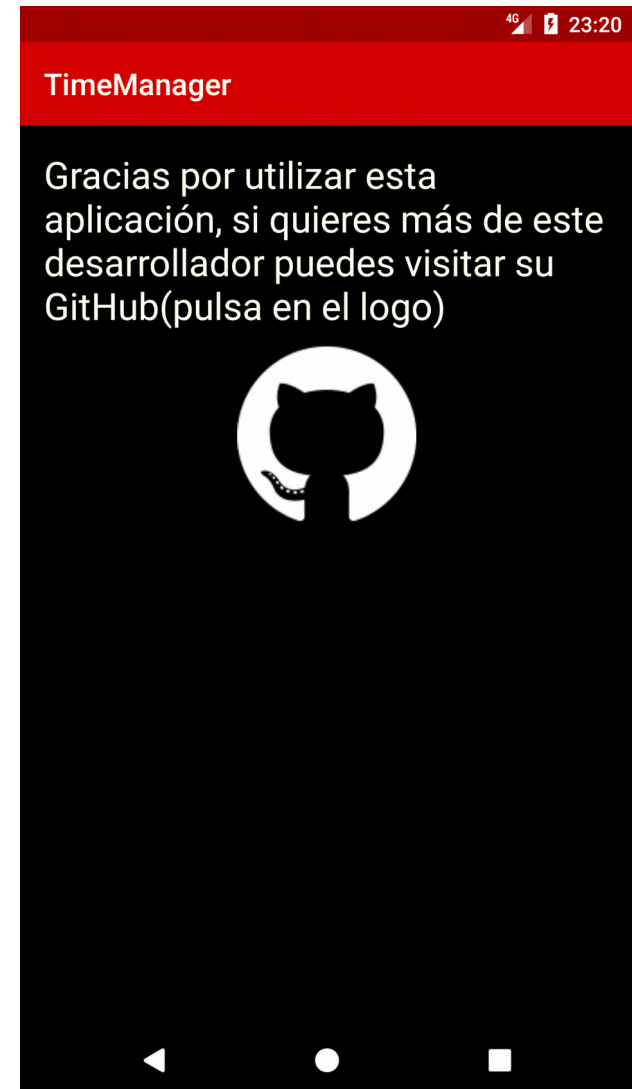 4G 23:20
TimeManager
Gracias por utilizar esta
aplicación, si quieres más de este
desarrollador puedes visitar su
GitHub(pulsa en el logo)